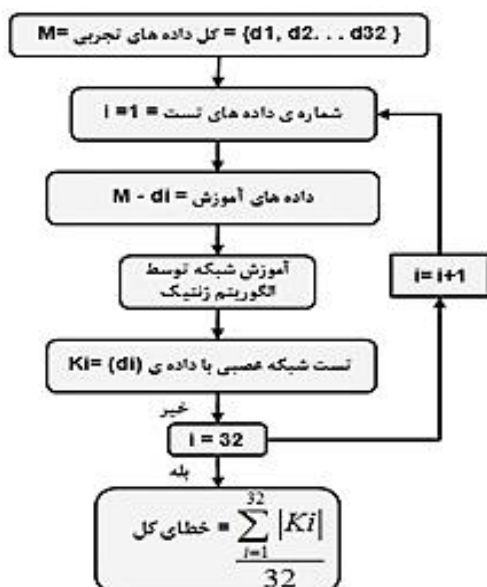 M= کل داده های تجربی = {d1, d2. . . d32 }
شماره ی داده های تست = i =1
داده های آموزش = M - di
آموزش شبکه توسط
الگوریتم ژنتیک
i= i+1
تست شبکه عصبی با داده ی Ki= (di)
خیر
i = 32
بله
خطای کل = \frac{\sum_{i=1}^{32} |Ki|}{32}